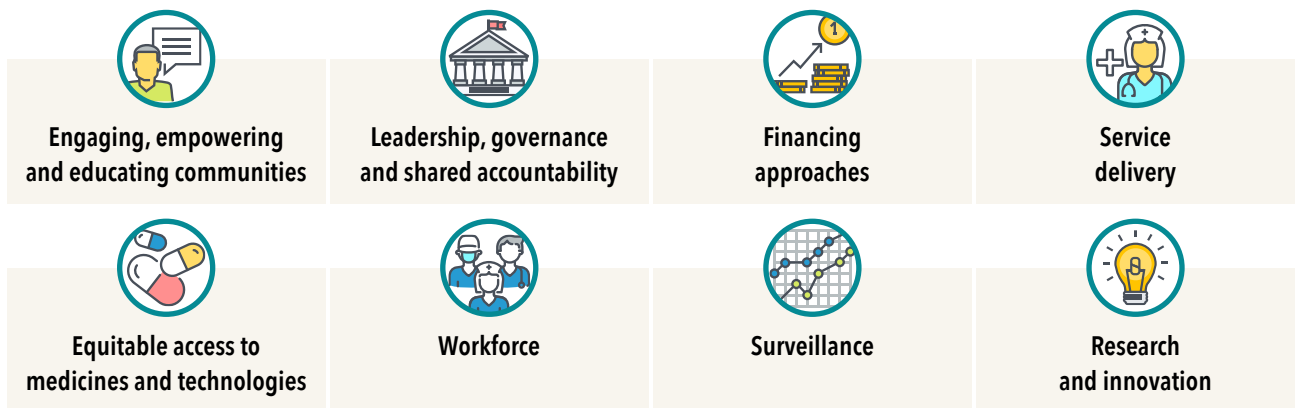 1
Engaging, empowering
and educating communities
Leadership, governance
and shared accountability
Financing
approaches
Service
delivery
Equitable access to
medicines and technologies
Workforce
Surveillance
Research
and innovation